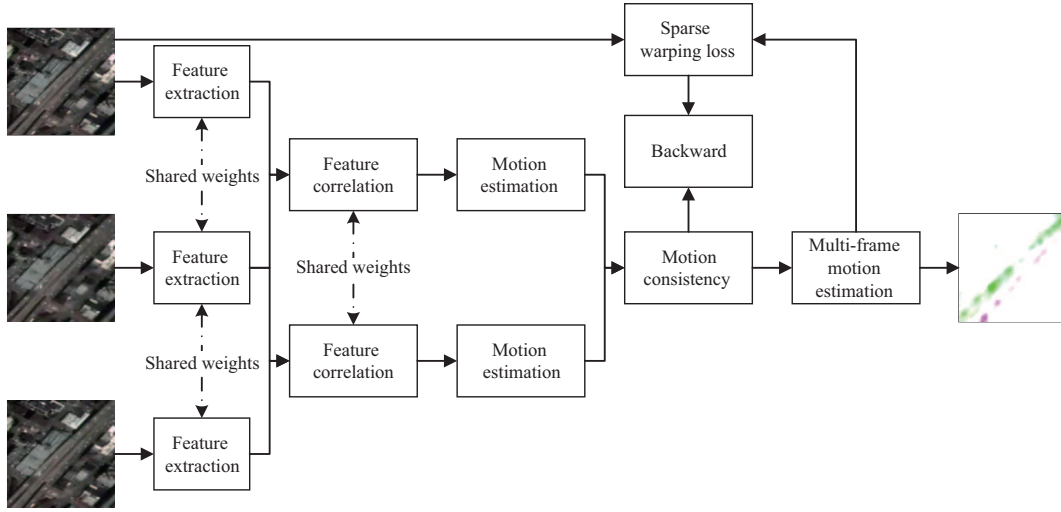 Sparse
warping loss
Feature
extraction
Backward
Shared weights
Feature
correlation
Motion
estimation
Feature
extraction
Shared weights
Motion
consistency
Multi-frame
motion
estimation
Shared weights
Feature
correlation
Motion
estimation
Feature
extraction